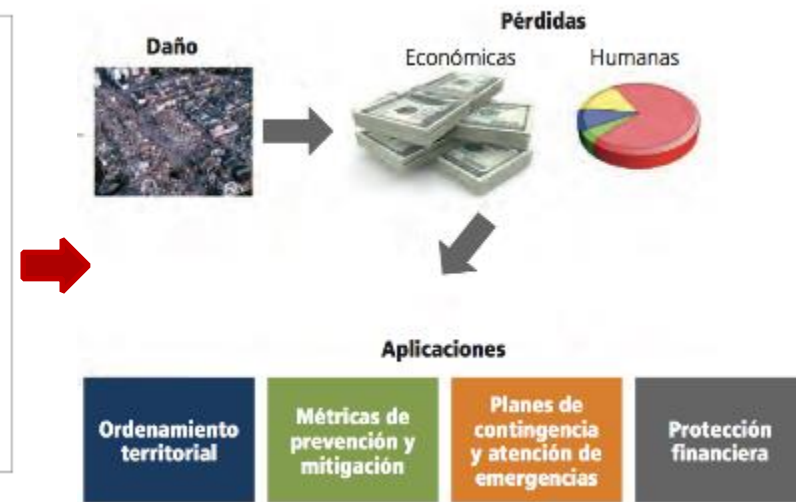 Pérdidas
Daño
Económicas
Humanas
Aplicaciones
Ordenamiento
territorial
Métricas de
prevención y
mitigación
Planes de
contingencia
y atención de
emergencias
Protección
financiera